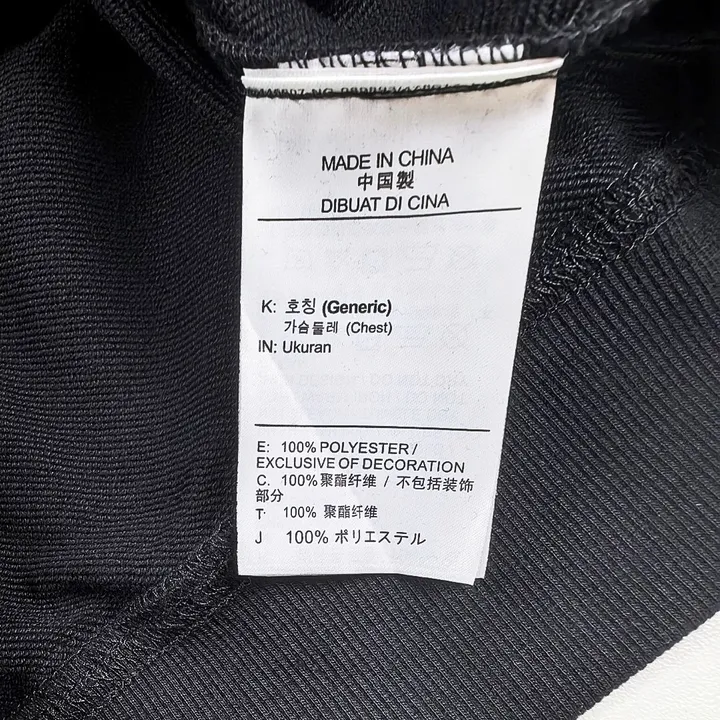 MADE IN CHINA
中国製
DIBUAT DI CINA
K: 호칭 (Generic)
가슴둘레 (Chest)
IN: Ukuran
E: 100% POLYESTER /
EXCLUSIVE OF DECORATION
C. 100% 聚酯纤维 / 不包括装饰
部分
T· 100% 聚酯纤维
J 100% ポリエステル